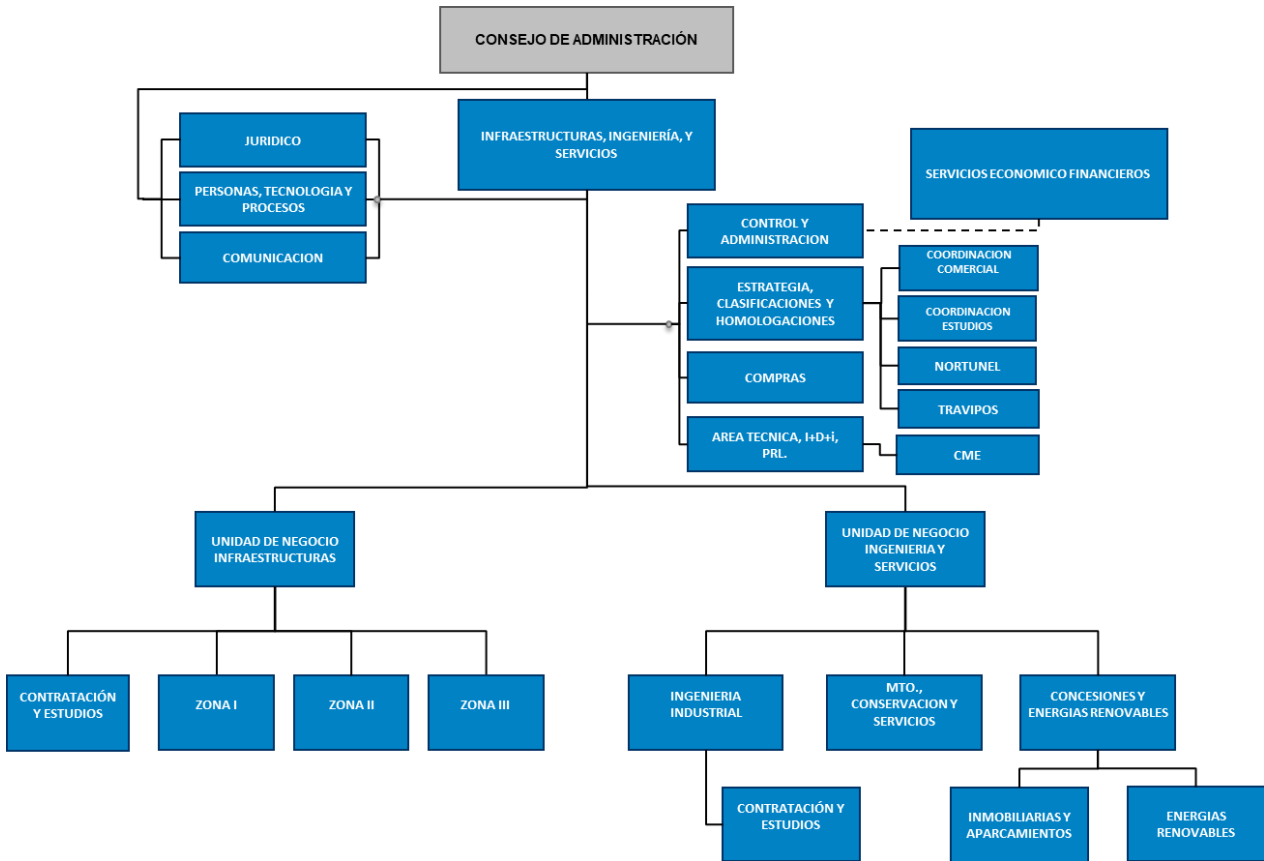 CONSEJO DE ADMINISTRACIÓN
INFRAESTRUCTURAS, INGENIERÍA, Y
SERVICIOS
JURIDICO
PERSONAS, TECNOLOGIA Y
PROCESOS
COMUNICACION
SERVICIOS ECONOMICO FINANCIEROS
CONTROL Y
ADMINISTRACION
ESTRATEGIA,
CLASIFICACIONES Y
HOMOLOGACIONES
COMPRAS
AREA TECNICA, I+D+i,
PRL.
COORDINACION
COMERCIAL
COORDINACION
ESTUDIOS
NORTUNEL
TRAVIPOS
CME
UNIDAD DE NEGOCIO
INFRAESTRUCTURAS
UNIDAD DE NEGOCIO
INGENIERIA Y
SERVICIOS
CONTRATACIÓN
Y ESTUDIOS
ZONA I
ZONA II
ZONA III
INGENIERIA
INDUSTRIAL
MTO.,
CONSERVACION Y
SERVICIOS
CONCESIONES Y
ENERGIAS RENOVABLES
CONTRATACIÓN Y
ESTUDIOS
INMOBILIARIAS Y
APARCAMIENTOS
ENERGIAS
RENOVABLES